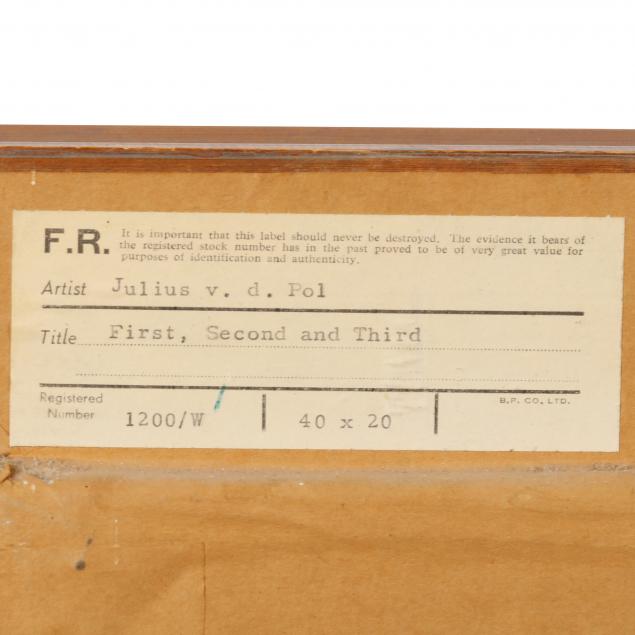 F.R. It is important that this label should never be destroyed. The evidence it bears of
the registered stock number has in the past proved to be of very great value for
purposes of identification and authenticity.
Artist Julius v. d. Pol
Title First, Second and Third
Registered
Number 1200/W 40 x 20 B.P. CO. LTD.